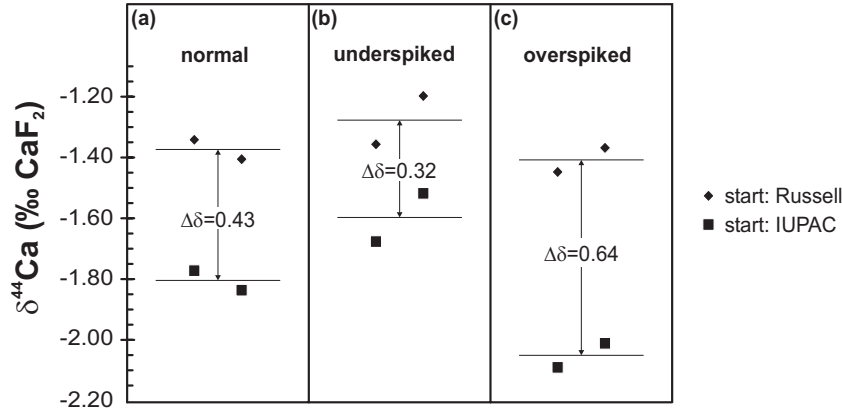 (a)
normal
(b)
underspiked
(c)
overspiked
δ⁴⁴Ca (‰ CaF₂)
-1.20
-1.40
-1.60
-1.80
-2.00
-2.20
Δδ=0.43
Δδ=0.32
Δδ=0.64
start: Russell
start: IUPAC